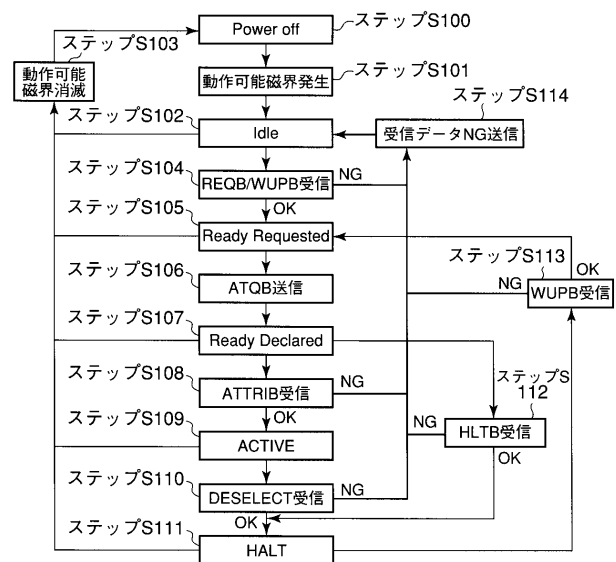 ステップS103
Power off
ステップS100
動作可能
磁界消滅
動作可能磁界発生
ステップS101
ステップS102
Idle
受信データNG送信
ステップS114
ステップS104
REQB/WUPB受信
NG
OK
ステップS105
Ready Requested
ステップS113
OK
NG
WUPB受信
ステップS106
ATQB送信
ステップS107
Ready Declared
ステップS108
ATTRIB受信
NG
OK
ステップS
112
NG
HLTB受信
OK
ステップS109
ACTIVE
ステップS110
DESELECT受信
NG
OK
ステップS111
HALT